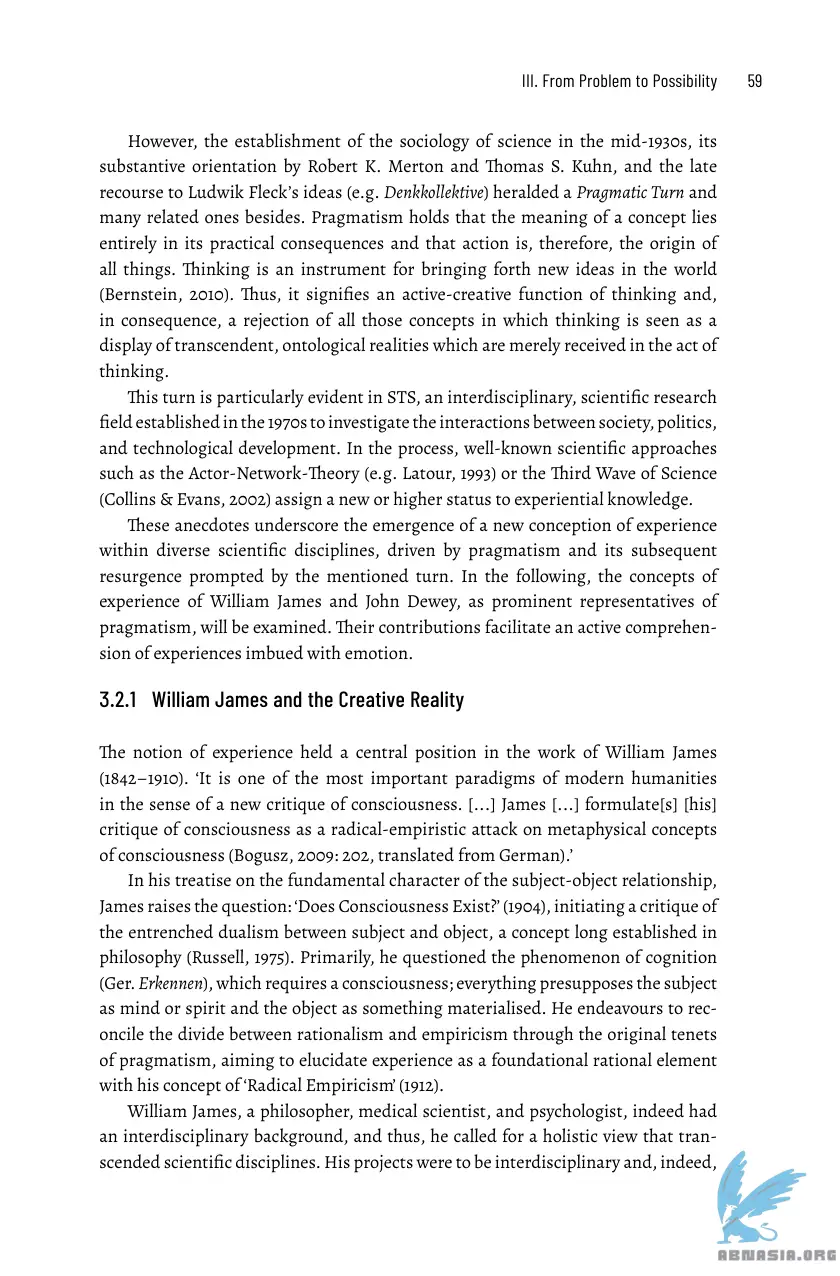 III. From Problem to Possibility 59
However, the establishment of the sociology of science in the mid-1930s, its
substantive orientation by Robert K. Merton and Thomas S. Kuhn, and the late
recourse to Ludwik Fleck’s ideas (e.g. Denkkollektive) heralded a Pragmatic Turn and
many related ones besides. Pragmatism holds that the meaning of a concept lies
entirely in its practical consequences and that action is, therefore, the origin of
all things. Thinking is an instrument for bringing forth new ideas in the world
(Bernstein, 2010). Thus, it signifies an active-creative function of thinking and,
in consequence, a rejection of all those concepts in which thinking is seen as a
display of transcendent, ontological realities which are merely received in the act of
thinking.
This turn is particularly evident in STS, an interdisciplinary, scientific research
field established in the 1970s to investigate the interactions between society, politics,
and technological development. In the process, well-known scientific approaches
such as the Actor-Network-Theory (e.g. Latour, 1993) or the Third Wave of Science
(Collins & Evans, 2002) assign a new or higher status to experiential knowledge.
These anecdotes underscore the emergence of a new conception of experience
within diverse scientific disciplines, driven by pragmatism and its subsequent
resurgence prompted by the mentioned turn. In the following, the concepts of
experience of William James and John Dewey, as prominent representatives of
pragmatism, will be examined. Their contributions facilitate an active comprehen-
sion of experiences imbued with emotion.
3.2.1 William James and the Creative Reality
The notion of experience held a central position in the work of William James
(1842–1910). ‘It is one of the most important paradigms of modern humanities
in the sense of a new critique of consciousness. [...] James [...] formulate[s] [his]
critique of consciousness as a radical-empiristic attack on metaphysical concepts
of consciousness (Bogusz, 2009: 202, translated from German).’
In his treatise on the fundamental character of the subject-object relationship,
James raises the question: ‘Does Consciousness Exist?’ (1904), initiating a critique of
the entrenched dualism between subject and object, a concept long established in
philosophy (Russell, 1975). Primarily, he questioned the phenomenon of cognition
(Ger. Erkennen), which requires a consciousness; everything presupposes the subject
as mind or spirit and the object as something materialised. He endeavours to rec-
oncile the divide between rationalism and empiricism through the original tenets
of pragmatism, aiming to elucidate experience as a foundational rational element
with his concept of ‘Radical Empiricism’ (1912).
William James, a philosopher, medical scientist, and psychologist, indeed had
an interdisciplinary background, and thus, he called for a holistic view that tran-
scended scientific disciplines. His projects were to be interdisciplinary and, indeed,
ABNASIA.ORG